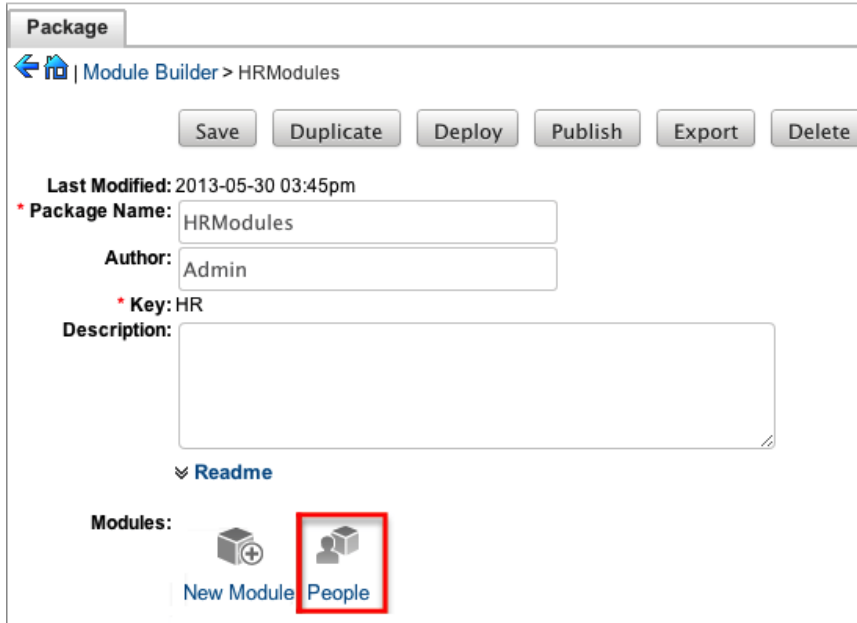 Package
| Module Builder > HRModules
Save Duplicate Deploy Publish Export Delete
Last Modified: 2013-05-30 03:45pm
* Package Name: HRModules
Author: Admin
* Key: HR
Description:
Readme
Modules:
New Module People